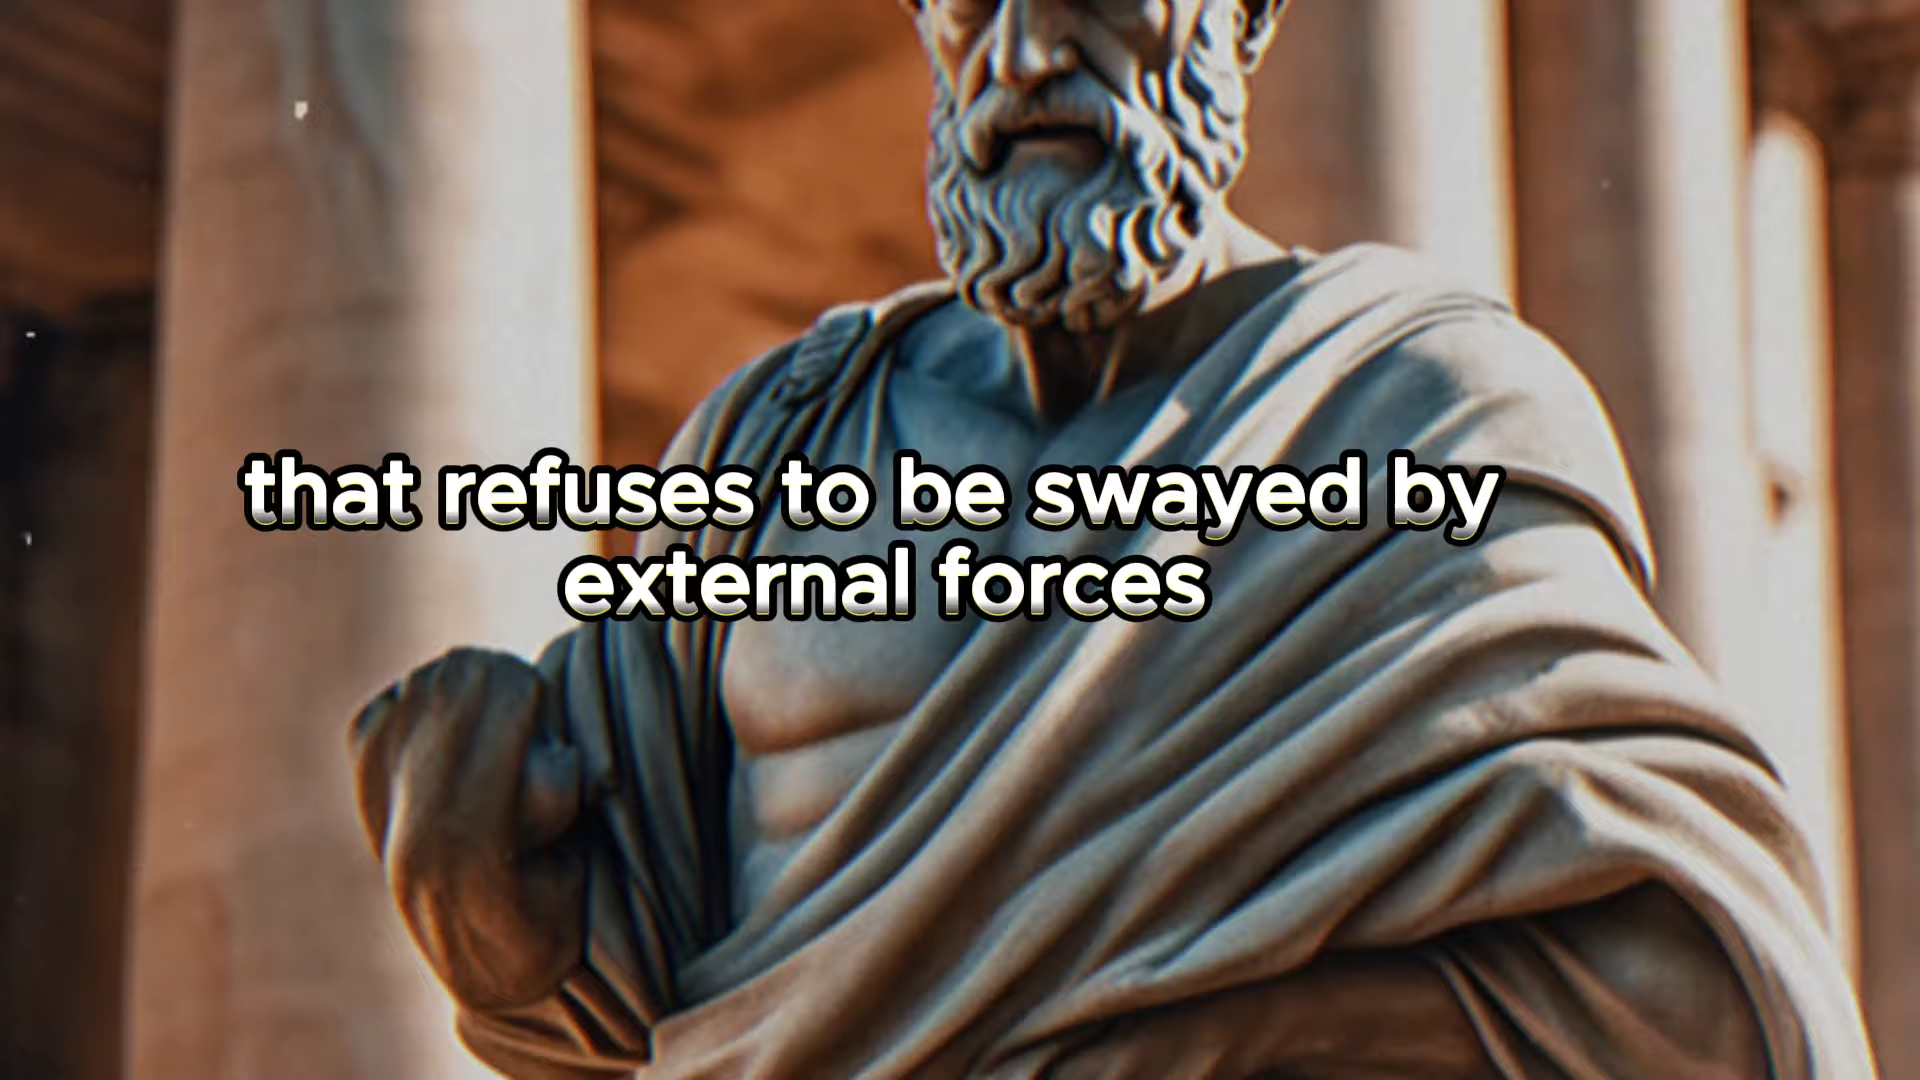 that refuses to be swayed by
external forces